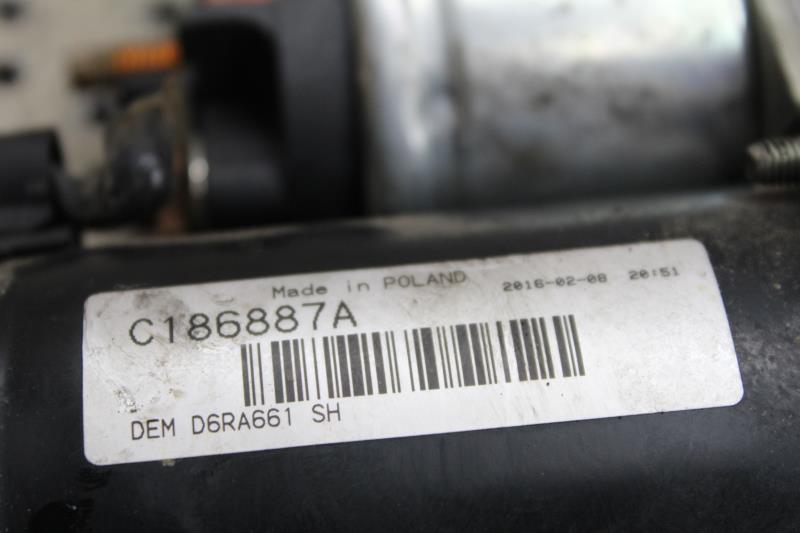 Made in POLAND 2016-02-08 20:51
C186887A
DEM D6RA661 SH